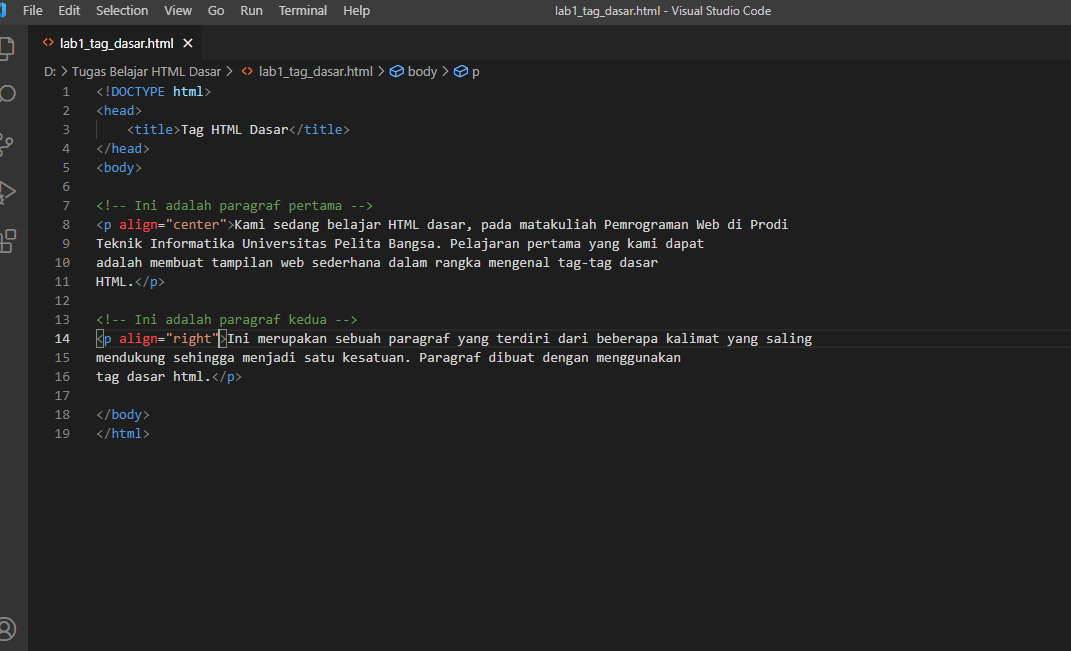 File Edit Selection View Go Run Terminal Help lab1_tag_dasar.html - Visual Studio Code
lab1_tag_dasar.html
D: > Tugas Belajar HTML Dasar > lab1_tag_dasar.html > body > p
1 <!DOCTYPE html>
2 <head>
3 <title>Tag HTML Dasar</title>
4 </head>
5 <body>
6
7 <!-- Ini adalah paragraf pertama -->
8 <p align="center">Kami sedang belajar HTML dasar, pada matakuliah Pemrograman Web di Prodi
9 Teknik Informatika Universitas Pelita Bangsa. Pelajaran pertama yang kami dapat
10 adalah membuat tampilan web sederhana dalam rangka mengenal tag-tag dasar
11 HTML.</p>
12
13 <!-- Ini adalah paragraf kedua -->
14 <p align="right">Ini merupakan sebuah paragraf yang terdiri dari beberapa kalimat yang saling
15 mendukung sehingga menjadi satu kesatuan. Paragraf dibuat dengan menggunakan
16 tag dasar html.</p>
17
18 </body>
19 </html>